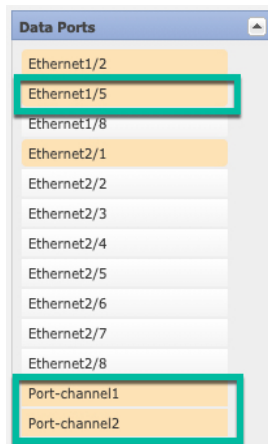 Data Ports
Ethernet1/2
Ethernet1/5
Ethernet1/8
Ethernet2/1
Ethernet2/2
Ethernet2/3
Ethernet2/4
Ethernet2/5
Ethernet2/6
Ethernet2/7
Ethernet2/8
Port-channel1
Port-channel2